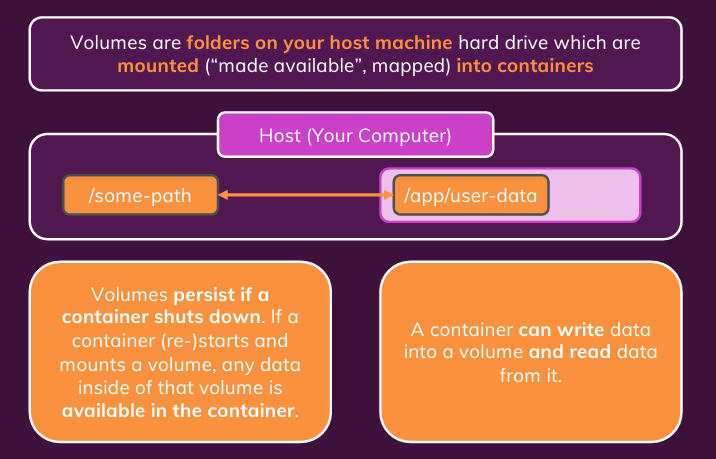 Volumes are folders on your host machine hard drive which are
mounted (“made available”, mapped) into containers
Host (Your Computer)
/some-path
/app/user-data
Volumes persist if a
container shuts down. If a
container (re-)starts and
mounts a volume, any data
inside of that volume is
available in the container.
A container can write data
into a volume and read data
from it.